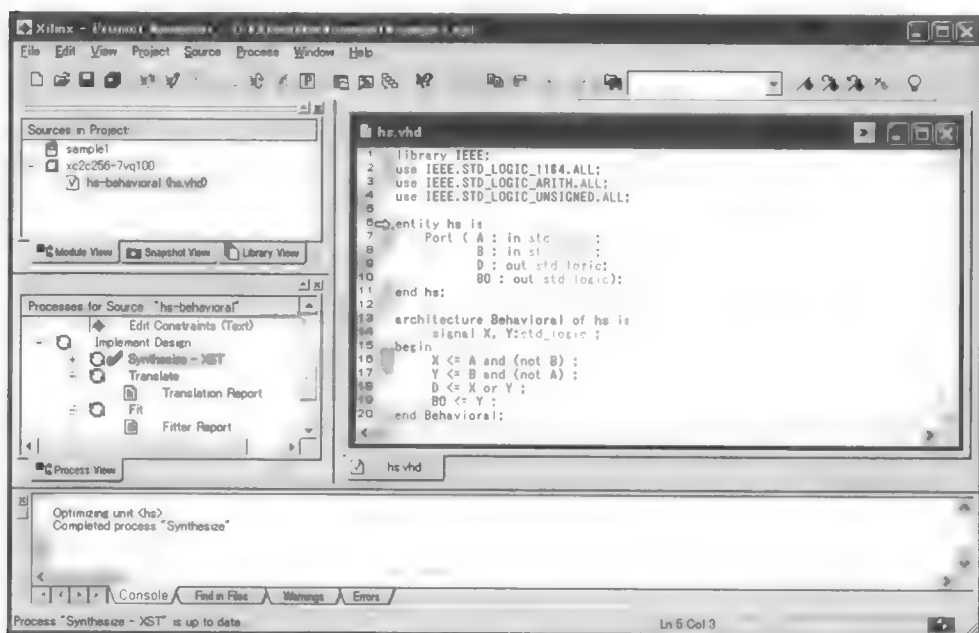 Xilinx -
File Edit View Project Source Process Window Help
Sources in Project:
sample1
xc2c256-7vq100
hs-behavioral (hs.vhd)
Module View Snapshot View Library View
Processes for Source "hs-behavioral"
Edit Constraints (Text)
Implement Design
Synthesize - XST
Translate
Translation Report
Fit
Fitter Report
Process View
hs.vhd
1 library IEEE;
2 use IEEE.STD_LOGIC_1164.ALL;
3 use IEEE.STD_LOGIC_ARITH.ALL;
4 use IEEE.STD_LOGIC_UNSIGNED.ALL;
5
6 entity hs is
7 Port ( A : in std ;
8 B : in st ;
9 D : out std_logic;
10 BO : out std_logic);
11 end hs;
12
13 architecture Behavioral of hs is
14 signal X, Y:std_logic ;
15 begin
16 X <= A and (not B) ;
17 Y <= B and (not A) ;
18 D <= X or Y ;
19 BO <= Y ;
20 end Behavioral;
hs.vhd
Optimizing unit <hs>
Completed process "Synthesize"
Console Find in Files Warnings Errors
Process "Synthesize - XST" is up to date
Ln 6 Col 3